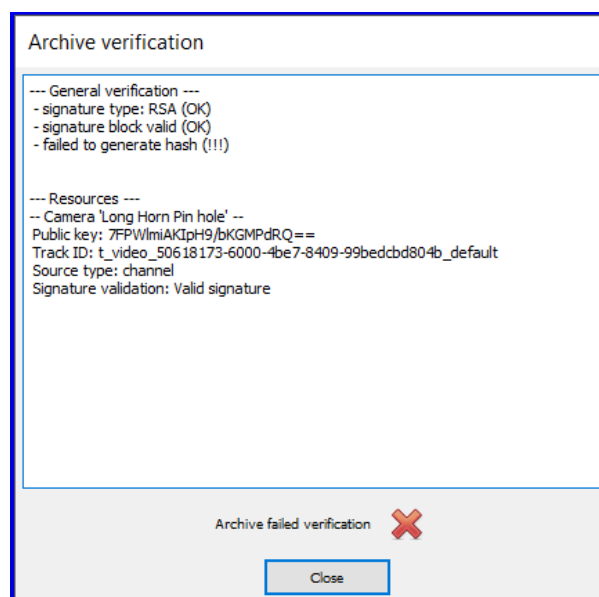 Archive verification
--- General verification ---
- signature type: RSA (OK)
- signature block valid (OK)
- failed to generate hash (!!!)
--- Resources ---
-- Camera 'Long Horn Pin hole' --
Public key: 7FPWlmiAKIpH9/bKGMPdRQ==
Track ID: t_video_50618173-6000-4be7-8409-99bedcbd804b_default
Source type: channel
Signature validation: Valid signature
Archive failed verification
Close